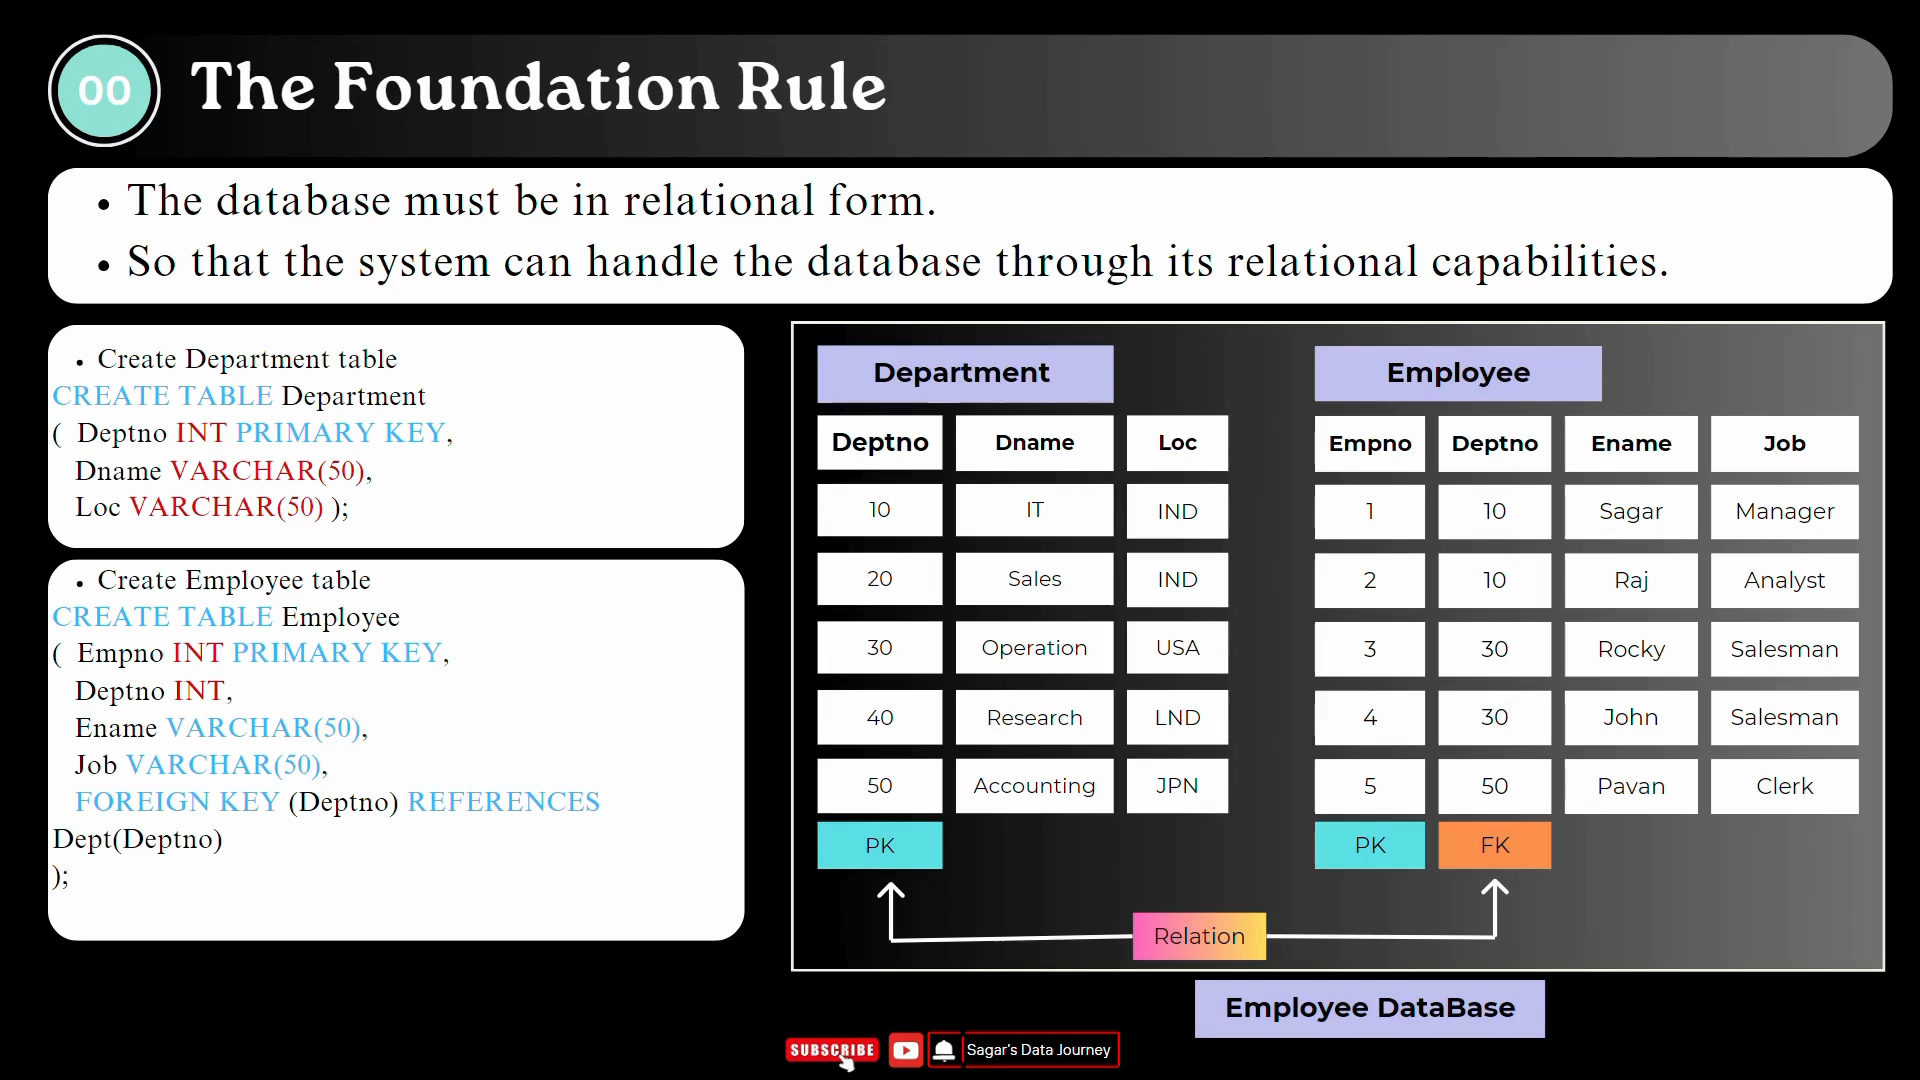 00 The Foundation Rule
• The database must be in relational form.
• So that the system can handle the database through its relational capabilities.
• Create Department table
CREATE TABLE Department
( Deptno INT PRIMARY KEY,
Dname VARCHAR(50),
Loc VARCHAR(50) );
• Create Employee table
CREATE TABLE Employee
( Empno INT PRIMARY KEY,
Deptno INT,
Ename VARCHAR(50),
Job VARCHAR(50),
FOREIGN KEY (Deptno) REFERENCES
Dept(Deptno)
);
Department
Deptno Dname Loc
10 IT IND
20 Sales IND
30 Operation USA
40 Research LND
50 Accounting JPN
PK
Employee
Empno Deptno Ename Job
1 10 Sagar Manager
2 10 Raj Analyst
3 30 Rocky Salesman
4 30 John Salesman
5 50 Pavan Clerk
PK FK
Relation
Employee DataBase
SUBSCRIBE Sagar's Data Journey